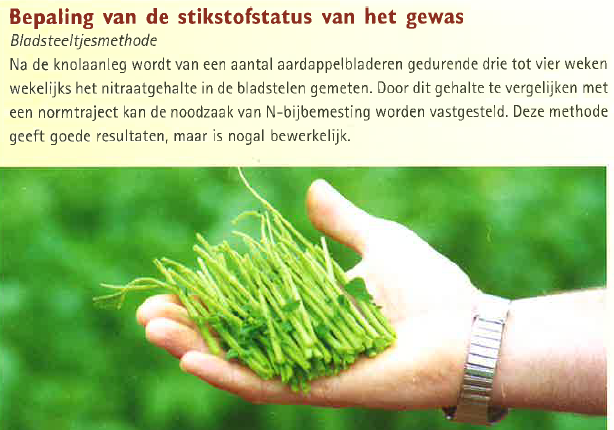 Bepaling van de stikstofstatus van het gewas
Bladsteeltjesmethode
Na de knolaanleg wordt van een aantal aardappelbladeren gedurende drie tot vier weken
wekelijks het nitraatgehalte in de bladstelen gemeten. Door dit gehalte te vergelijken met
een normtraject kan de noodzaak van N-bijbemesting worden vastgesteld. Deze methode
geeft goede resultaten, maar is nogal bewerkelijk.